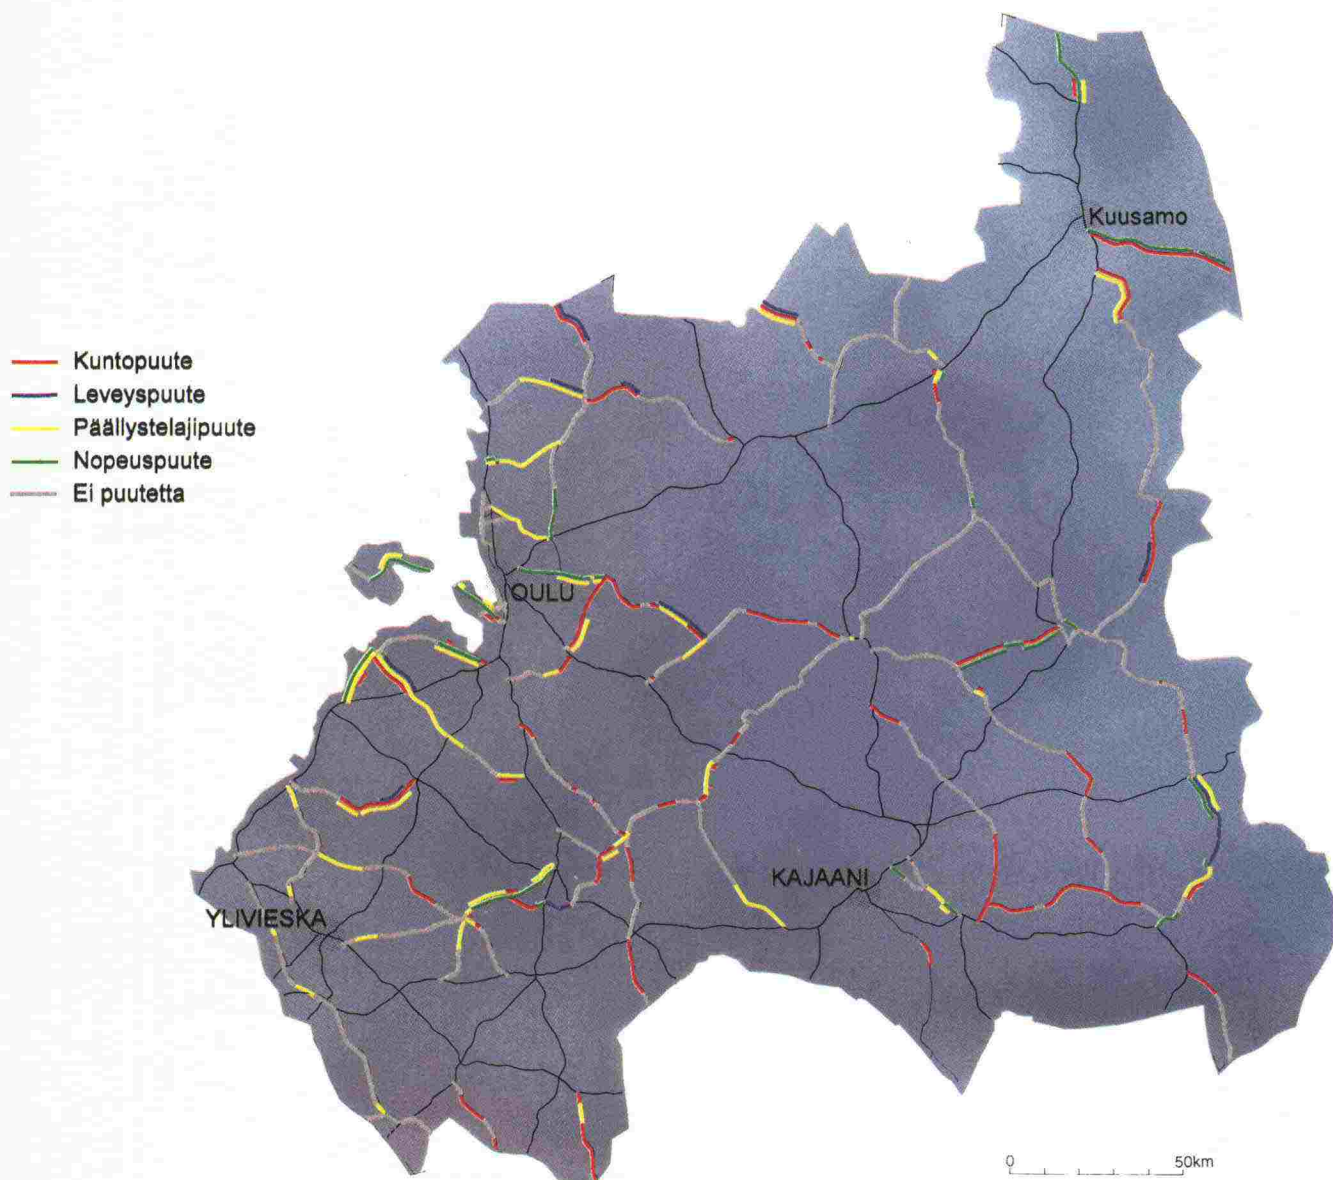 Kuusamo
Kuntopuute
Leveyspuute
Päällystelajipuute
Nopeuspuute
Ei puutetta
OULU
KAJAANI
YLIVIESKA
0 50km